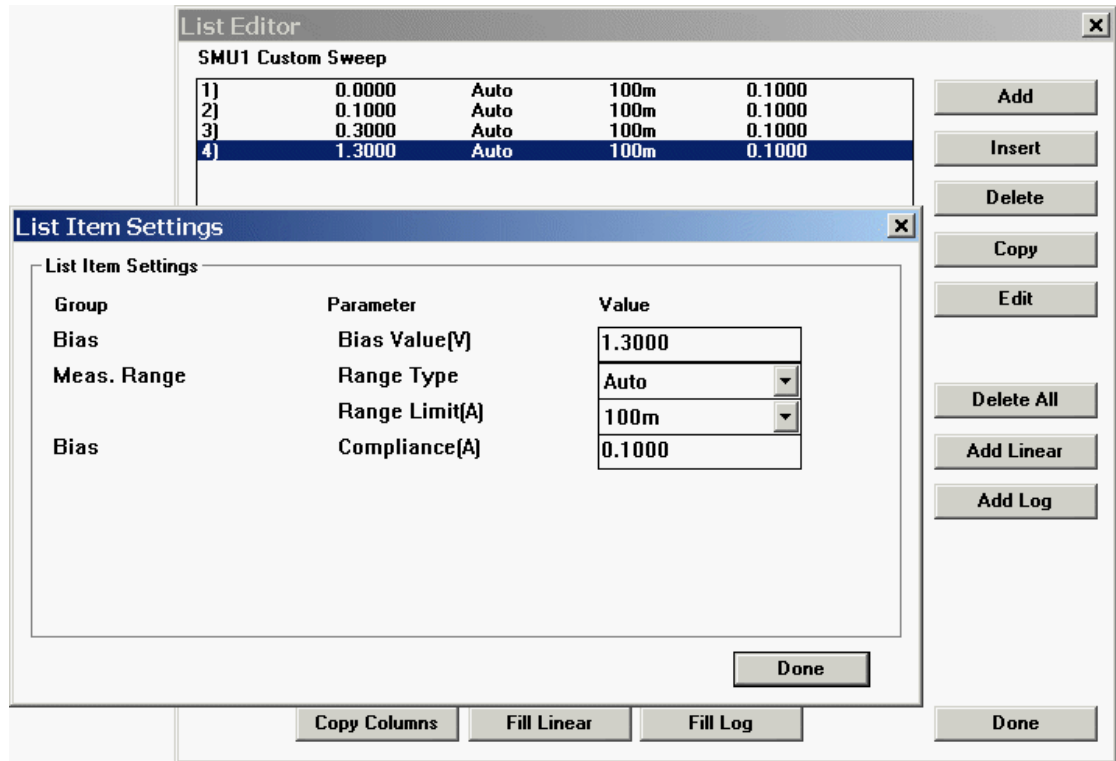 List Editor
SMU1 Custom Sweep
1) 0.0000 Auto 100m 0.1000
2) 0.1000 Auto 100m 0.1000
3) 0.3000 Auto 100m 0.1000
4) 1.3000 Auto 100m 0.1000
Add
Insert
Delete
Copy
Edit
Delete All
Add Linear
Add Log
List Item Settings
List Item Settings
Group Parameter Value
Bias Bias Value(V) 1.3000
Meas. Range Range Type Auto
Range Limit(A) 100m
Bias Compliance(A) 0.1000
Done
Copy Columns Fill Linear Fill Log Done